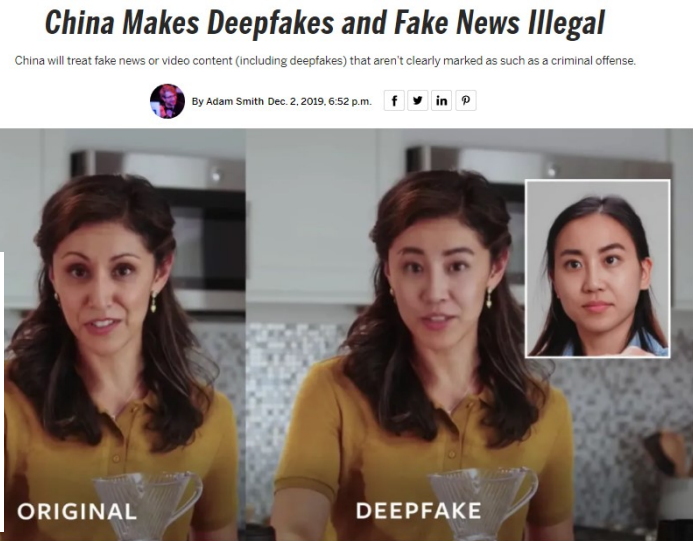 China Makes Deepfakes and Fake News Illegal
China will treat fake news or video content (including deepfakes) that aren't clearly marked as such as a criminal offense.
By Adam Smith Dec. 2, 2019, 6:52 p.m.
ORIGINAL
DEEPFAKE